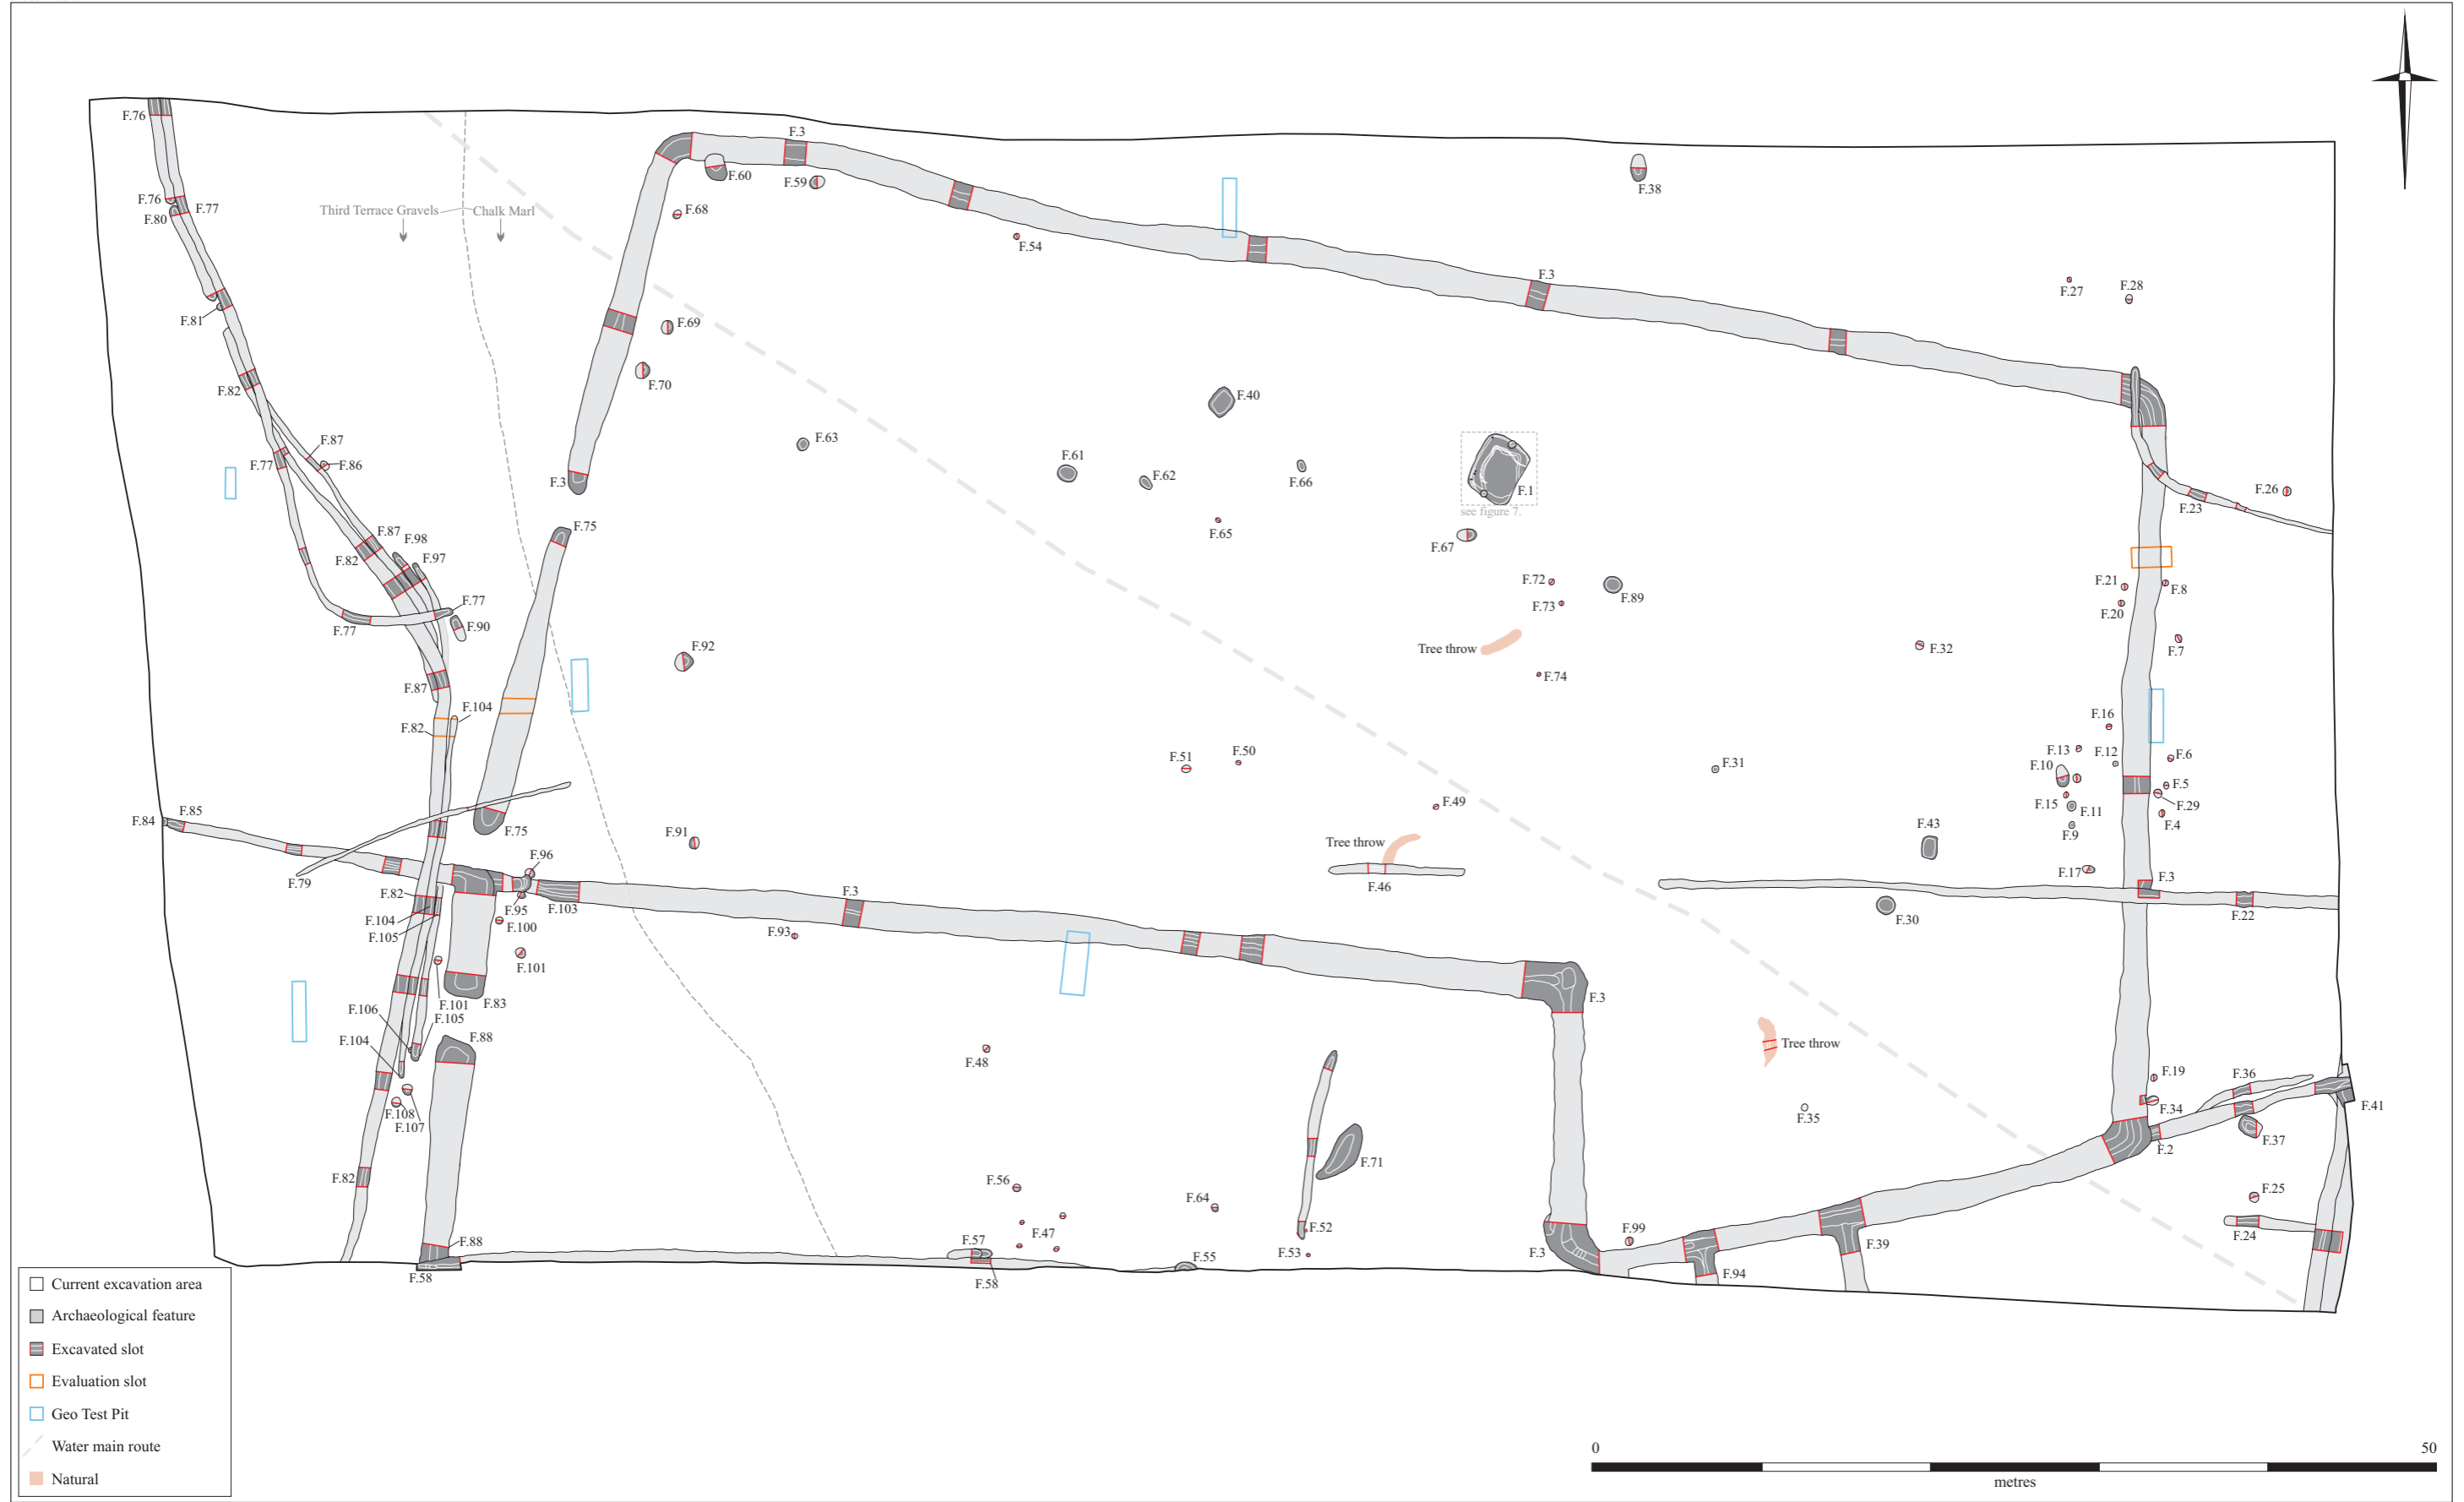 F.76
F.3
F.60
F.59
F.38
F.76
F.77
F.80
F.68
Third Terrace Gravels
Chalk Marl
F.54
F.3
F.27
F.28
F.81
F.69
F.70
F.82
F.40
F.87
F.86
F.77
F.63
F.61
F.62
F.66
F.3
F.1
see figure 7.
F.26
F.23
F.75
F.65
F.67
F.87
F.98
F.97
F.82
F.72
F.73
F.89
F.21
F.20
F.8
F.77
F.77
F.90
F.92
Tree throw
F.32
F.7
F.74
F.87
F.104
F.82
F.16
F.51
F.50
F.31
F.13
F.12
F.6
F.10
F.5
F.15
F.11
F.29
F.49
F.4
F.9
F.84
F.85
F.75
F.91
Tree throw
F.43
F.96
F.79
F.46
F.17
F.3
F.82
F.3
F.95
F.103
F.104
F.100
F.105
F.93
F.30
F.22
F.101
F.83
F.101
F.3
F.106
F.105
F.104
F.88
F.48
Tree throw
F.19
F.36
F.108
F.107
F.35
F.34
F.41
F.37
F.2
F.71
F.82
F.56
F.64
F.25
F.47
F.52
F.99
F.24
F.88
F.57
F.53
F.3
F.39
F.55
F.58
F.58
F.94
Current excavation area
Archaeological feature
Excavated slot
Evaluation slot
Geo Test Pit
Water main route
Natural
0
50
metres